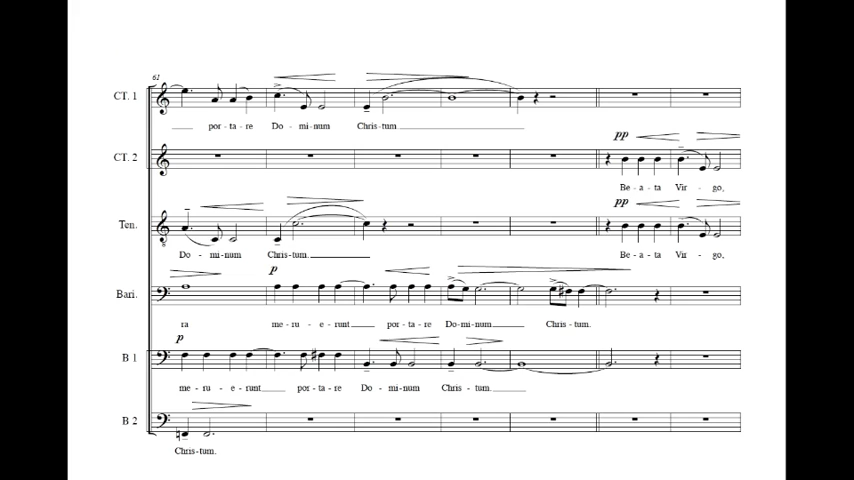 61
CT. 1
por - ta - re Do - mi - num Chris - tum
CT. 2
pp
Be - a - ta Vir - go,
Ten.
pp
Do - mi - num Chris - tum.
Be - a - ta Vir - go,
p
Bari.
ra me - ru - e - runt por - ta - re Do - mi - num Chris - tum.
p
B 1
me - ru - e - runt por - ta - re Do - mi - num Chris - tum.
B 2
Chris - tum.